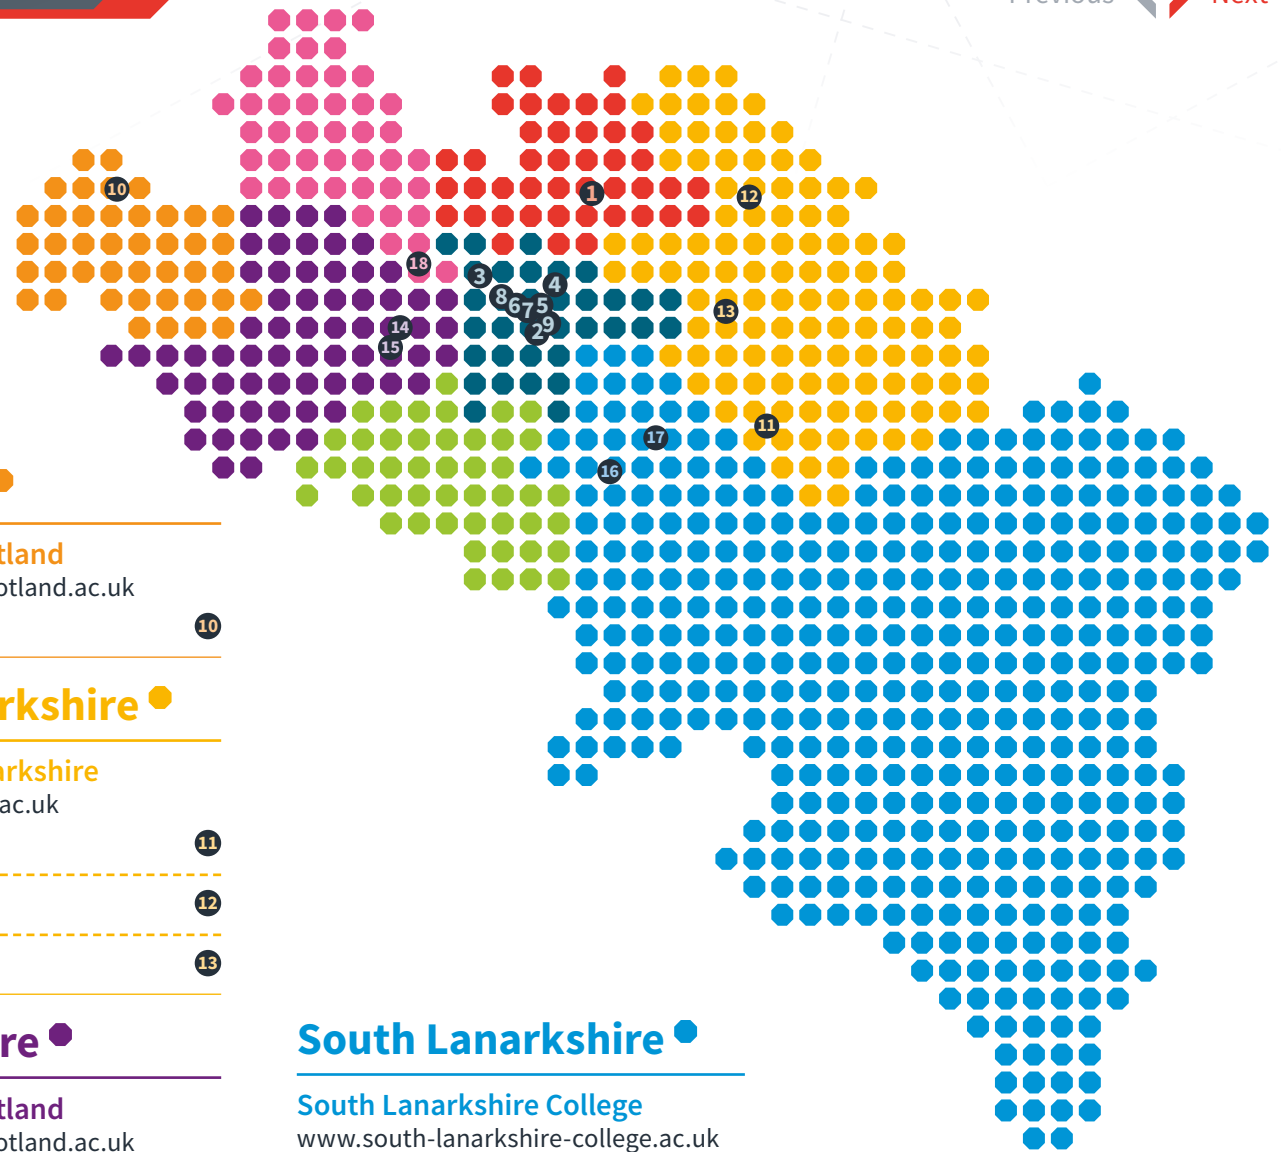 Previous
Next
1
10
12
18
3
4
8
6
7
5
9
2
13
14
15
11
17
16
tland
otland.ac.uk
10
rkshire
arkshire
ac.uk
11
12
13
re
tland
otland.ac.uk
South Lanarkshire
South Lanarkshire College
www.south-lanarkshire-college.ac.uk